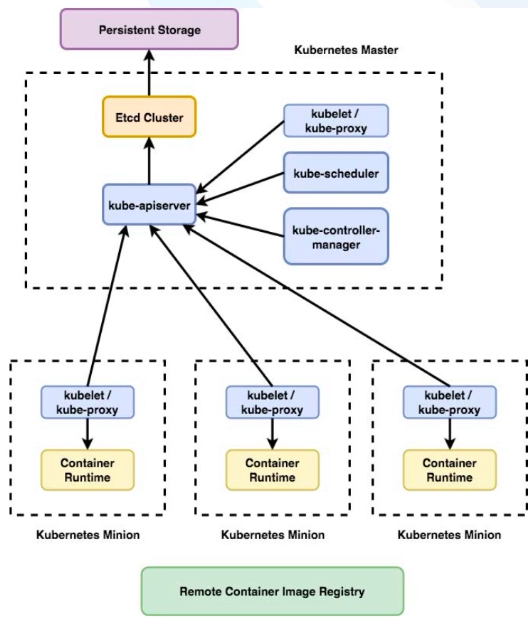 Persistent Storage
Kubernetes Master
Etcd Cluster
kubelet /
kube-proxy
kube-scheduler
kube-apiserver
kube-controller-
manager
kubelet /
kube-proxy
Container
Runtime
Kubernetes Minion
kubelet /
kube-proxy
Container
Runtime
Kubernetes Minion
kubelet /
kube-proxy
Container
Runtime
Kubernetes Minion
Remote Container Image Registry